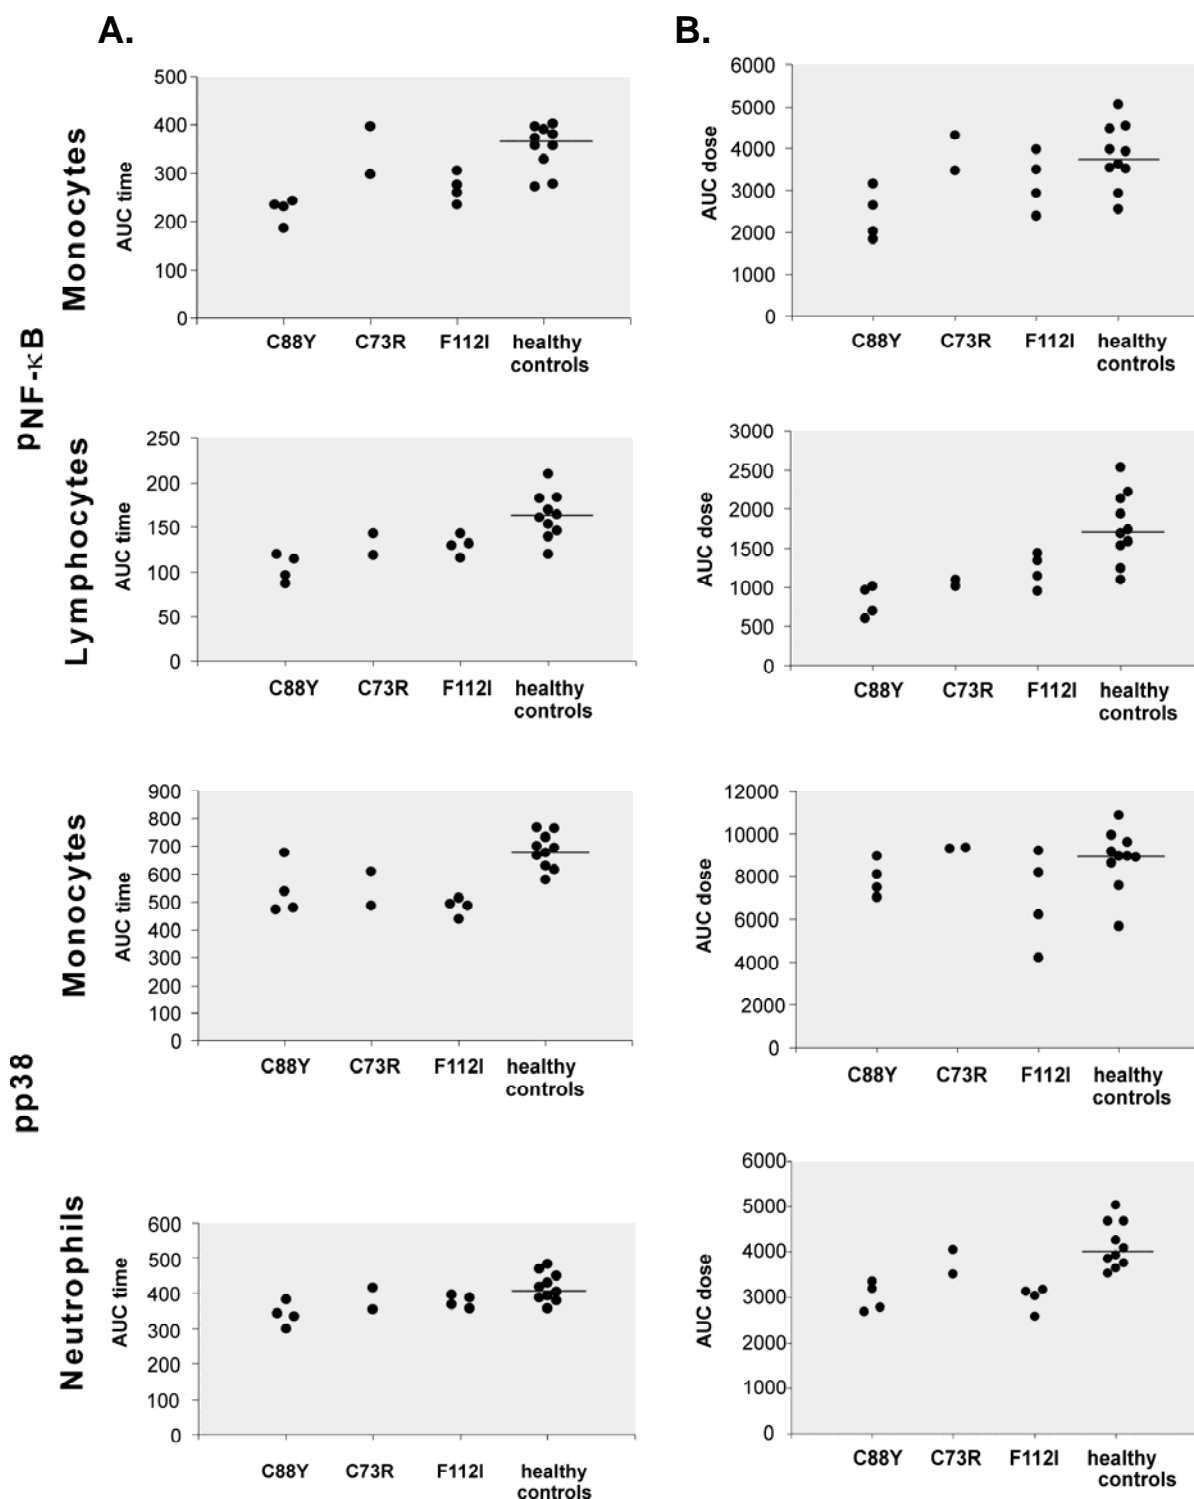 A.
B.
pNF-κB
Monocytes
AUC time
500
400
300
200
100
0
C88Y
C73R
F112I
healthy
controls
AUC dose
6000
5000
4000
3000
2000
1000
0
C88Y
C73R
F112I
healthy
controls
Lymphocytes
AUC time
250
200
150
100
50
0
C88Y
C73R
F112I
healthy
controls
AUC dose
3000
2500
2000
1500
1000
500
0
C88Y
C73R
F112I
healthy
controls
pp38
Monocytes
AUC time
900
800
700
600
500
400
300
200
100
0
C88Y
C73R
F112I
healthy
controls
AUC dose
12000
10000
8000
6000
4000
2000
0
C88Y
C73R
F112I
healthy
controls
Neutrophils
AUC time
600
500
400
300
200
100
0
C88Y
C73R
F112I
healthy
controls
AUC dose
6000
5000
4000
3000
2000
1000
0
C88Y
C73R
F112I
healthy
controls